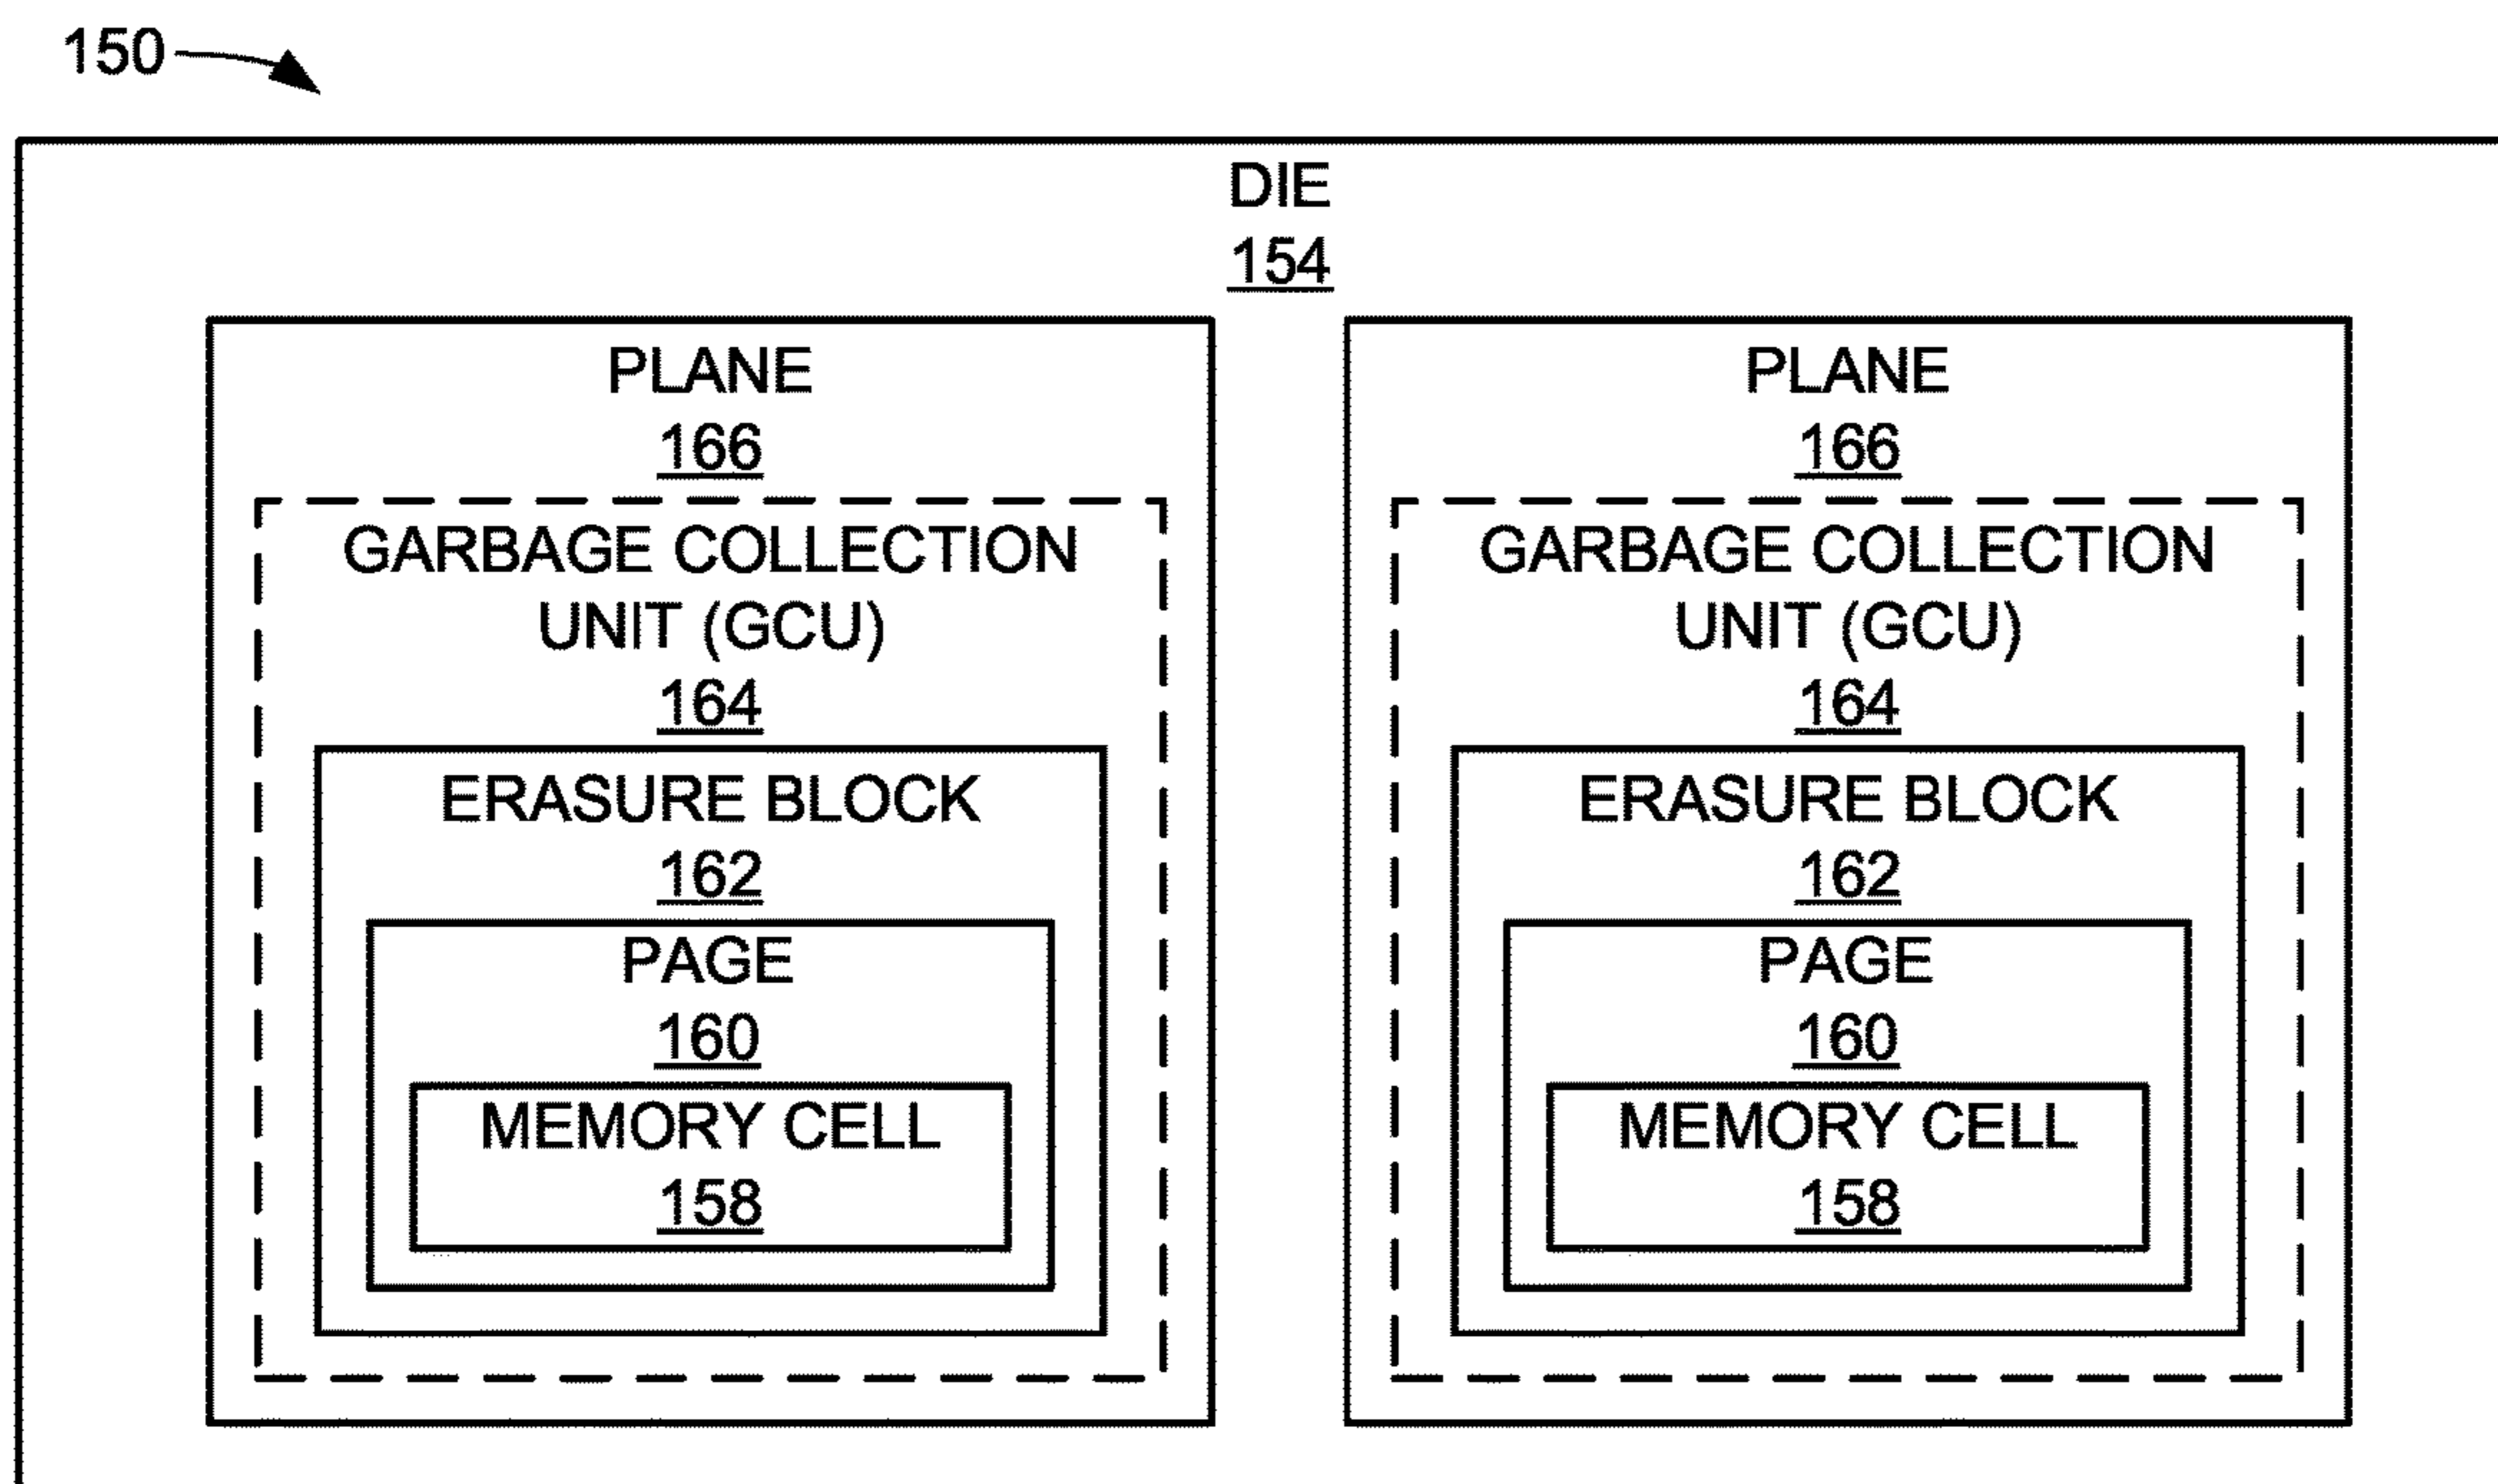 150
DIE
154
PLANE
166
GARBAGE COLLECTION
UNIT (GCU)
164
ERASURE BLOCK
162
PAGE
160
MEMORY CELL
158
PLANE
166
GARBAGE COLLECTION
UNIT (GCU)
164
ERASURE BLOCK
162
PAGE
160
MEMORY CELL
158